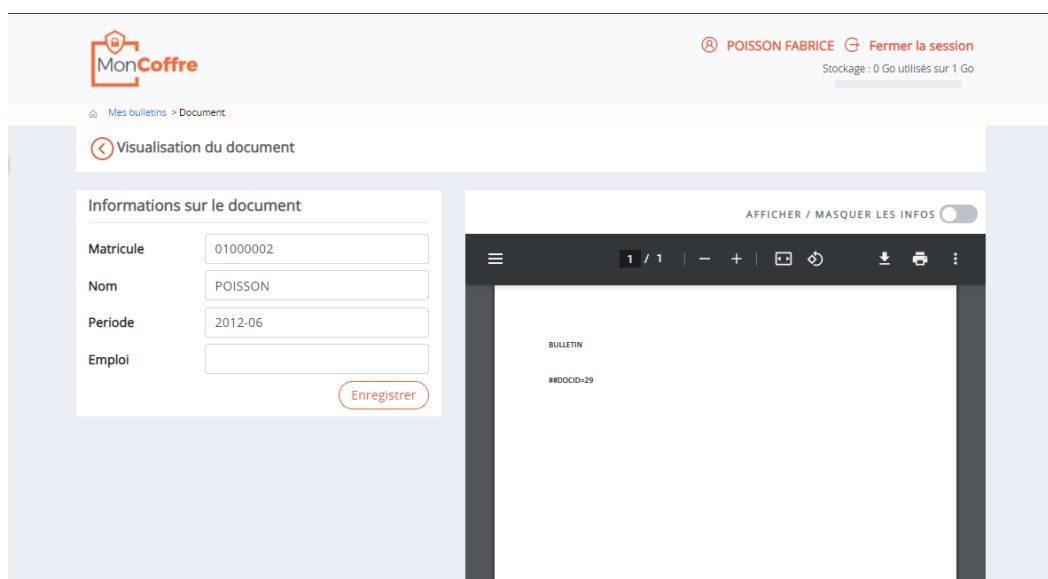 POISSON FABRICE Fermer la session
MonCoffre
Stockage : 0 Go utilisés sur 1 Go
Mes bulletins > Document
Visualisation du document
Informations sur le document
Matricule 01000002
Nom POISSON
Periode 2012-06
Emploi
Enregistrer
AFFICHER / MASQUER LES INFOS
1 / 1
BULLETIN
##DOCID=29